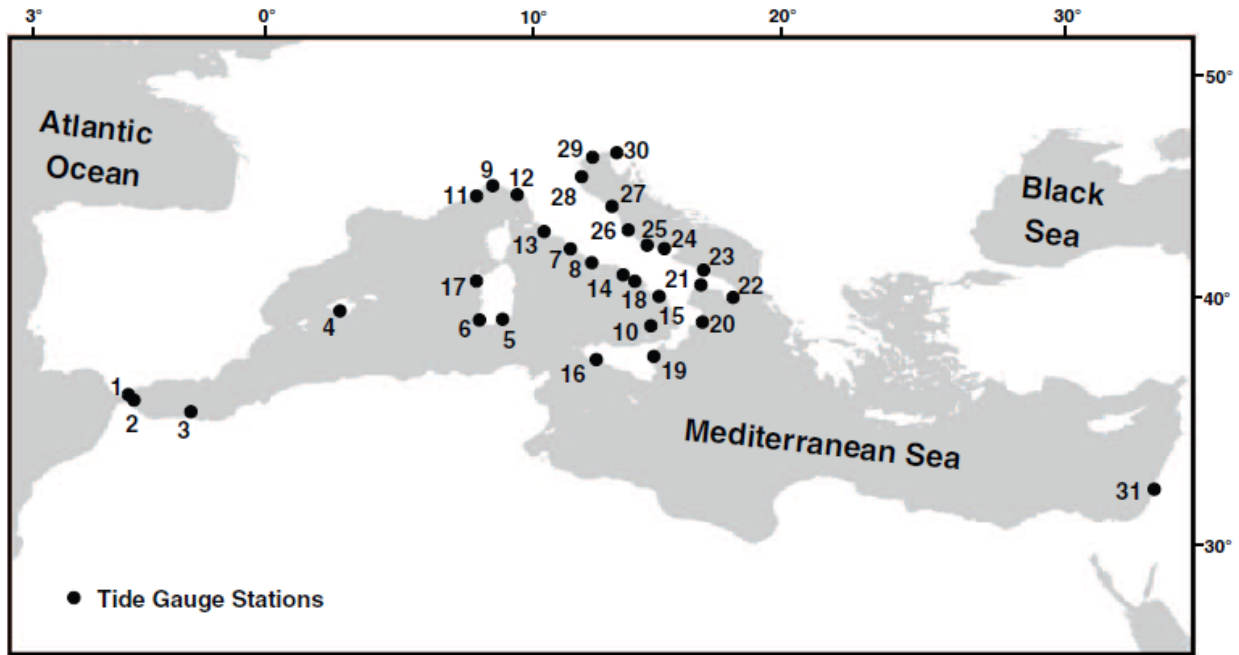 3° 0° 10° 20° 30°
50°
Atlantic
Ocean
29 30
9 12
11 28 27
Black
Sea
26 25 24
13 7 23
8 21
17 14 18 22
40°
4 6 5 10 15 20
16 19
1
2 3
Mediterranean Sea
31
30°
Tide Gauge Stations